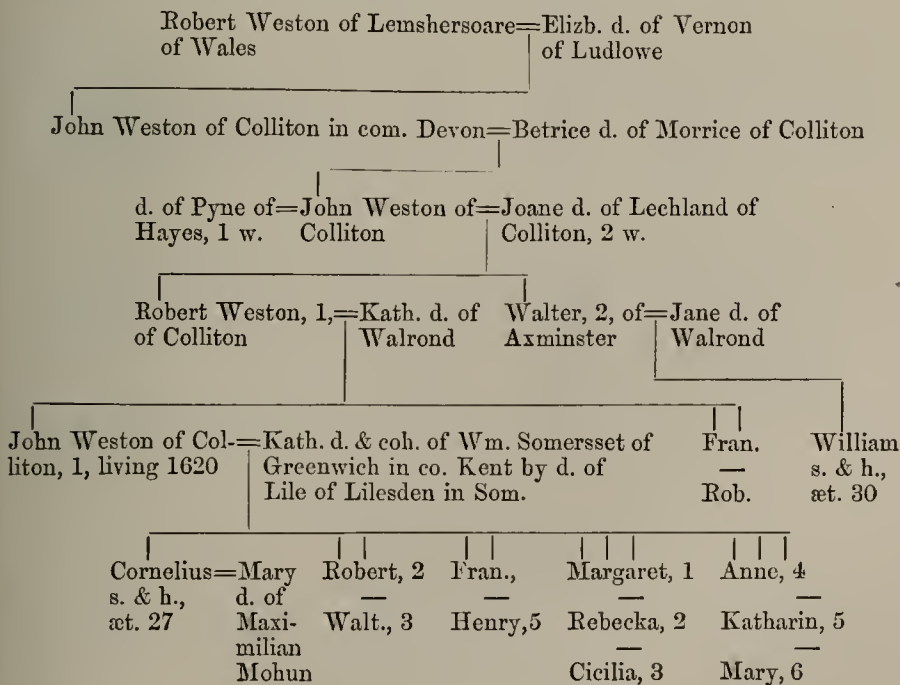 Robert Weston of Lemshersoare=Elizb. d. of Vernon
of Wales
of Ludlowe
John Weston of Colliton in com. Devon=Betrice d. of Morrice of Colliton
d. of Pyne of=John Weston of=Joane d. of Lechland of
Hayes, 1 w. Colliton Colliton, 2 w.
Robert Weston, 1,=Kath. d. of
of Colliton Walrond
Walter, 2, of=Jane d. of
Axminster Walrond
John Weston of Col-=Kath. d. & coh. of Wm. Somersset of
liton, 1, living 1620 Greenwich in co. Kent by d. of
Lile of Lilesden in Som.
Fran.
—
Rob.
William
s. & h.,
æt. 30
Cornelius=Mary
s. & h., d. of
æt. 27 Maxi-
milian
Mohun
Robert, 2
—
Walt., 3
Fran.,
—
Henry,5
Margaret, 1
—
Rebecka, 2
—
Cicilia, 3
Anne, 4
—
Katharin, 5
—
Mary, 6